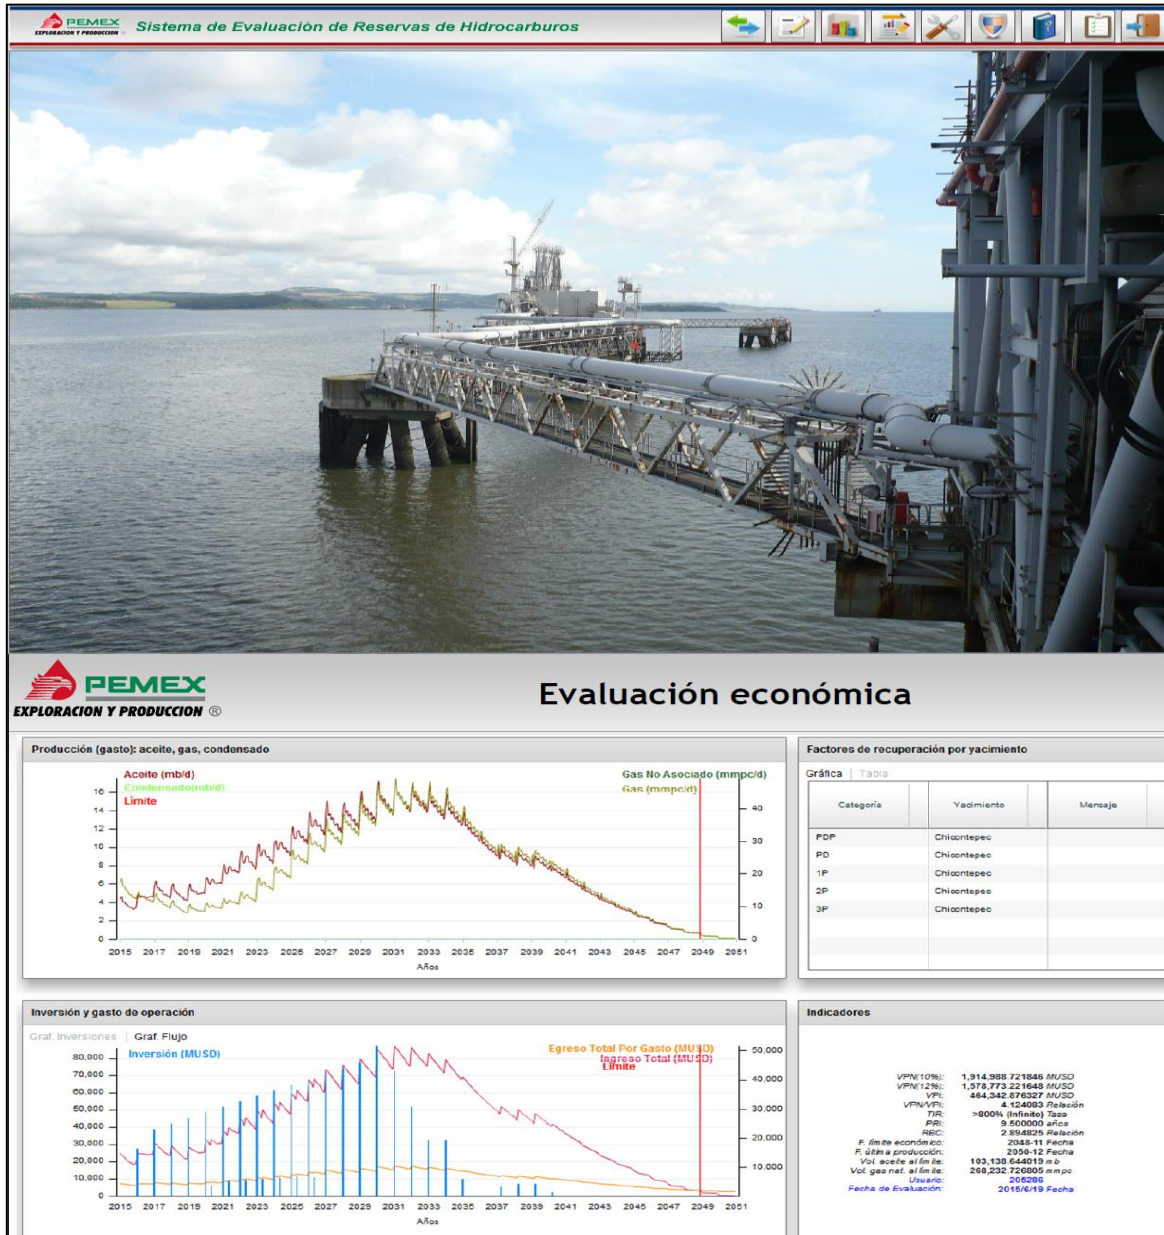 PEMEX
EXPLORACION Y PRODUCCION ®
Sistema de Evaluación de Reservas de Hidrocarburos
PEMEX
EXPLORACION Y PRODUCCION ®
Evaluación económica
Producción (gasto): aceite, gas, condensado
Aceite (mb/d)
Condensado(mb/d)
Límite
Gas No Asociado (mmpc/d)
Gas (mmpc/d)
16
14
12
10
8
6
4
2
0
40
30
20
10
0
2015 2017 2019 2021 2023 2025 2027 2029 2031 2033 2035 2037 2039 2041 2043 2045 2047 2049 2051
Años
Factores de recuperación por yacimiento
Gráfica | Tabla
Categoría Yacimiento Mensaje
PDP Chicontepec
PD Chicontepec
1P Chicontepec
2P Chicontepec
3P Chicontepec
Inversión y gasto de operación
Graf. Inversiones | Graf. Flujo
Inversión (MUSD)
Egreso Total Por Gasto (MUSD)
Ingreso Total (MUSD)
Límite
80,000
70,000
60,000
50,000
40,000
30,000
20,000
10,000
0
50,000
40,000
30,000
20,000
10,000
2015 2017 2019 2021 2023 2025 2027 2029 2031 2033 2035 2037 2039 2041 2043 2045 2047 2049 2051
Años
Indicadores
VPN(10%): 1,914,988.721846 MUSD
VPN(12%): 1,578,773.221648 MUSD
VPI: 464,342.876327 MUSD
VPN/VPI: 4.124083 Relación
TIR: >800% (Infinito) Tasa
PRI: 9.500000 años
RBC: 2.894825 Relación
F. límite económico: 2048-11 Fecha
F. última producción: 2050-12 Fecha
Vol. aceite al límite: 103,138.644019 mb
Vol. gas nat. al límite: 268,232.726805 mmpc
Usuario: 205286
Fecha de Evaluación: 2015/6/19 Fecha